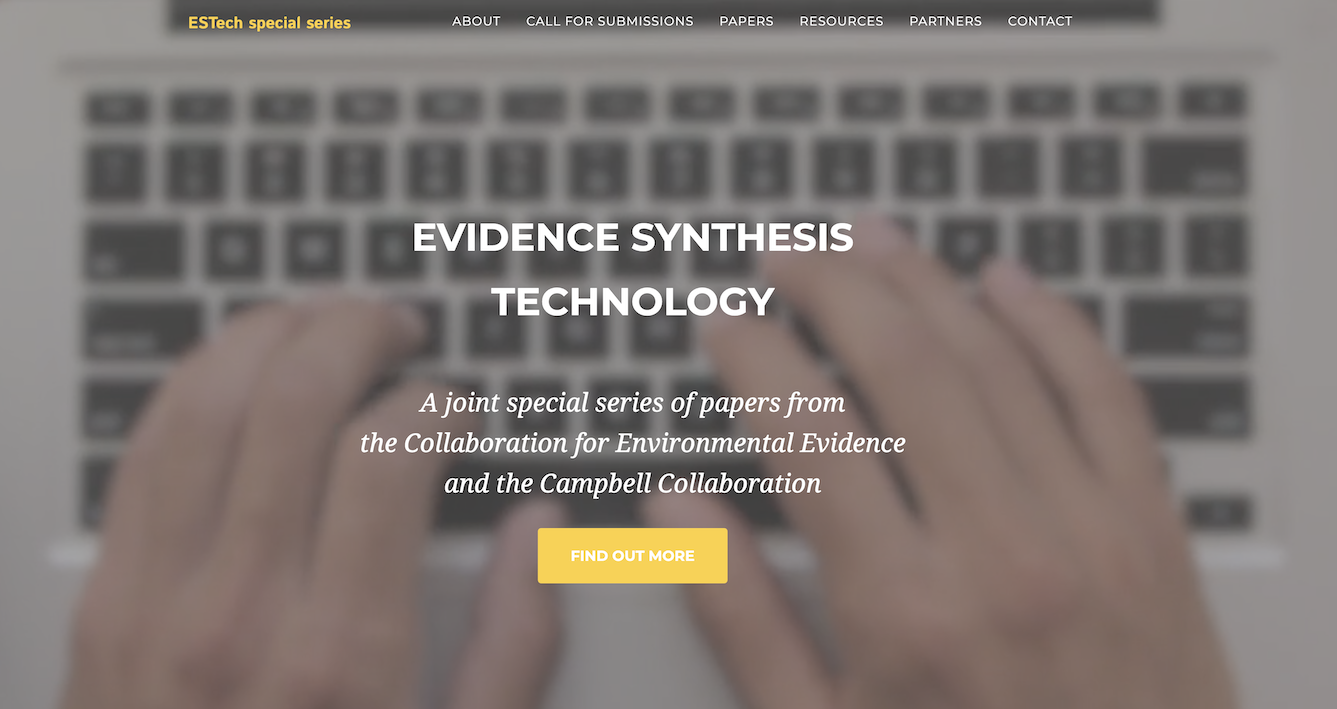 ESTech special series
ABOUT
CALL FOR SUBMISSIONS
PAPERS
RESOURCES
PARTNERS
CONTACT
EVIDENCE SYNTHESIS
TECHNOLOGY
A joint special series of papers from
the Collaboration for Environmental Evidence
and the Campbell Collaboration
FIND OUT MORE